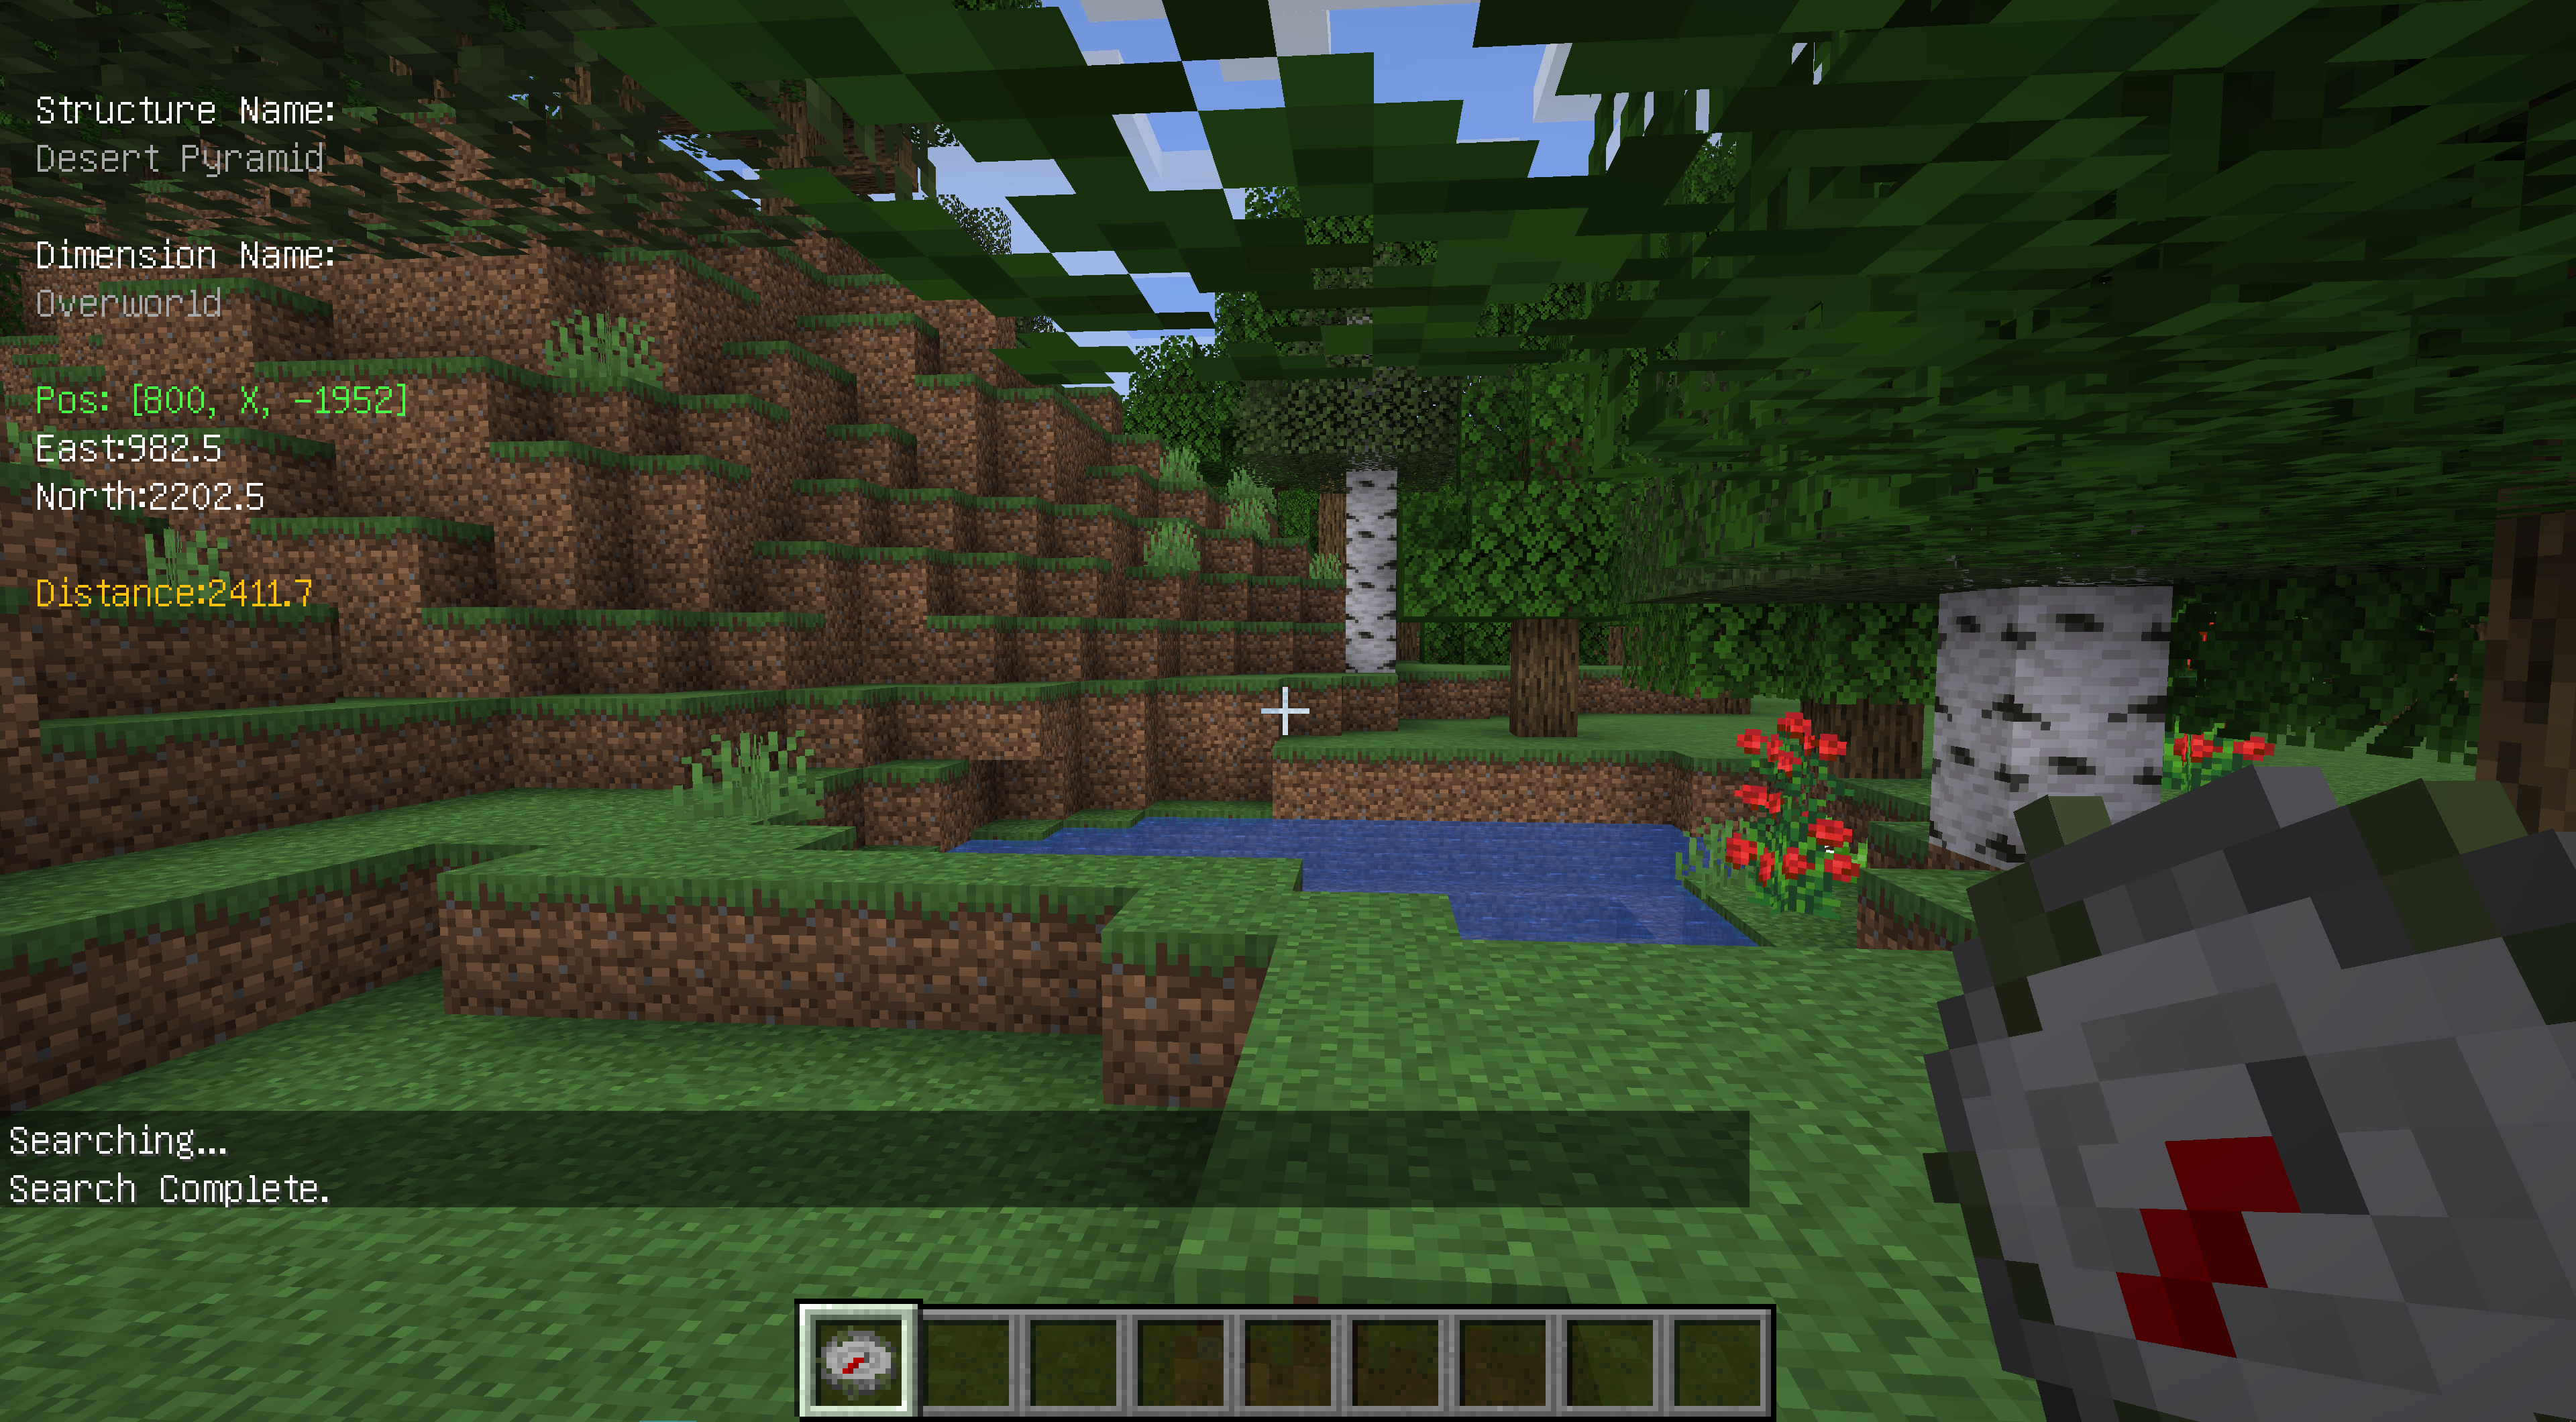 Structure Name:
Desert Pyramid
Dimension Name:
Overworld
Pos: [800, X, -1952]
East:982.5
North:2202.5
Distance:2411.7
Searching...
Search Complete.